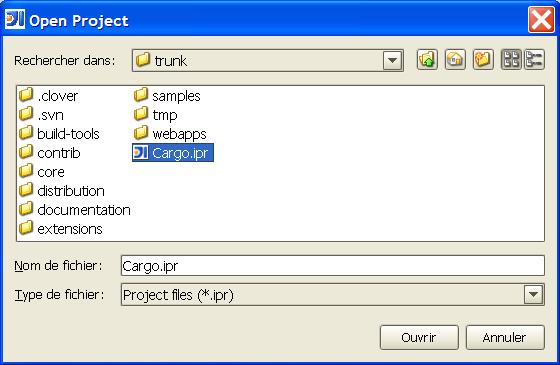 Open Project
Rechercher dans: trunk
.clover samples
.svn tmp
build-tools webapps
contrib Cargo.ipr
core
distribution
documentation
extensions
Nom de fichier: Cargo.ipr
Type de fichier: Project files (*.ipr)
Ouvrir Annuler